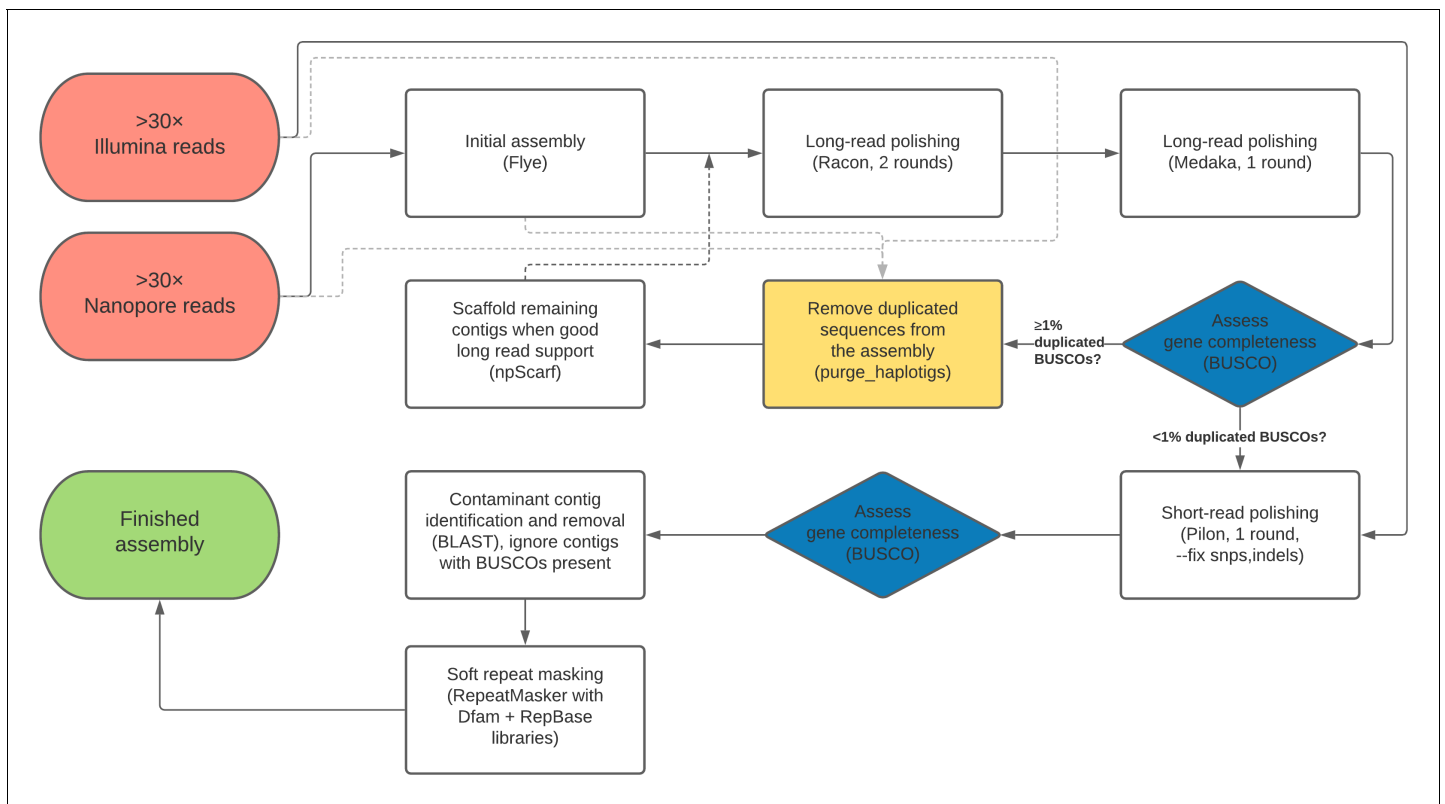 >30×
Illumina reads
Initial assembly
(Flye)
Long-read polishing
(Racon, 2 rounds)
Long-read polishing
(Medaka, 1 round)
>30×
Nanopore reads
Scaffold remaining
contigs when good
long read support
(npScarf)
Remove duplicated
sequences from
the assembly
(purge_haplotigs)
≥1%
duplicated
BUSCOs?
Assess
gene completeness
(BUSCO)
<1% duplicated BUSCOs?
Finished
assembly
Contaminant contig
identification and removal
(BLAST), ignore contigs
with BUSCOs present
Assess
gene completeness
(BUSCO)
Short-read polishing
(Pilon, 1 round,
--fix snps,indels)
Soft repeat masking
(RepeatMasker with
Dfam + RepBase
libraries)